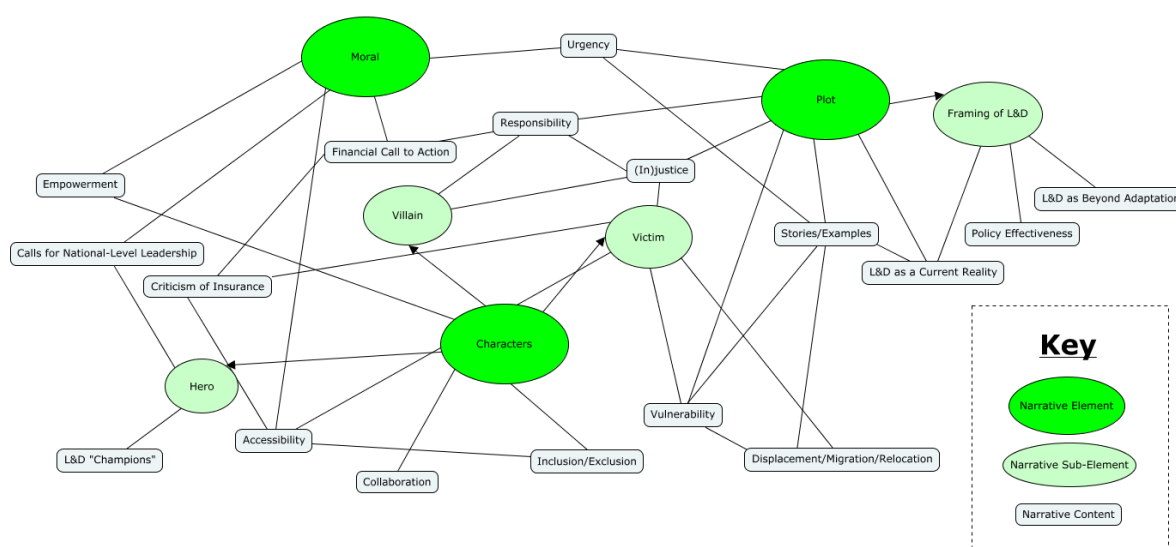 Urgency
Moral
Plot
Framing of L&D
Responsibility
Financial Call to Action
(In)justice
Empowerment
L&D as Beyond Adaptation
Villain
Victim
Stories/Examples
Policy Effectiveness
Calls for National-Level Leadership
L&D as a Current Reality
Criticism of Insurance
Characters
Key
Hero
Narrative Element
Vulnerability
Accessibility
L&D "Champions"
Inclusion/Exclusion
Displacement/Migration/Relocation
Narrative Sub-Element
Collaboration
Narrative Content